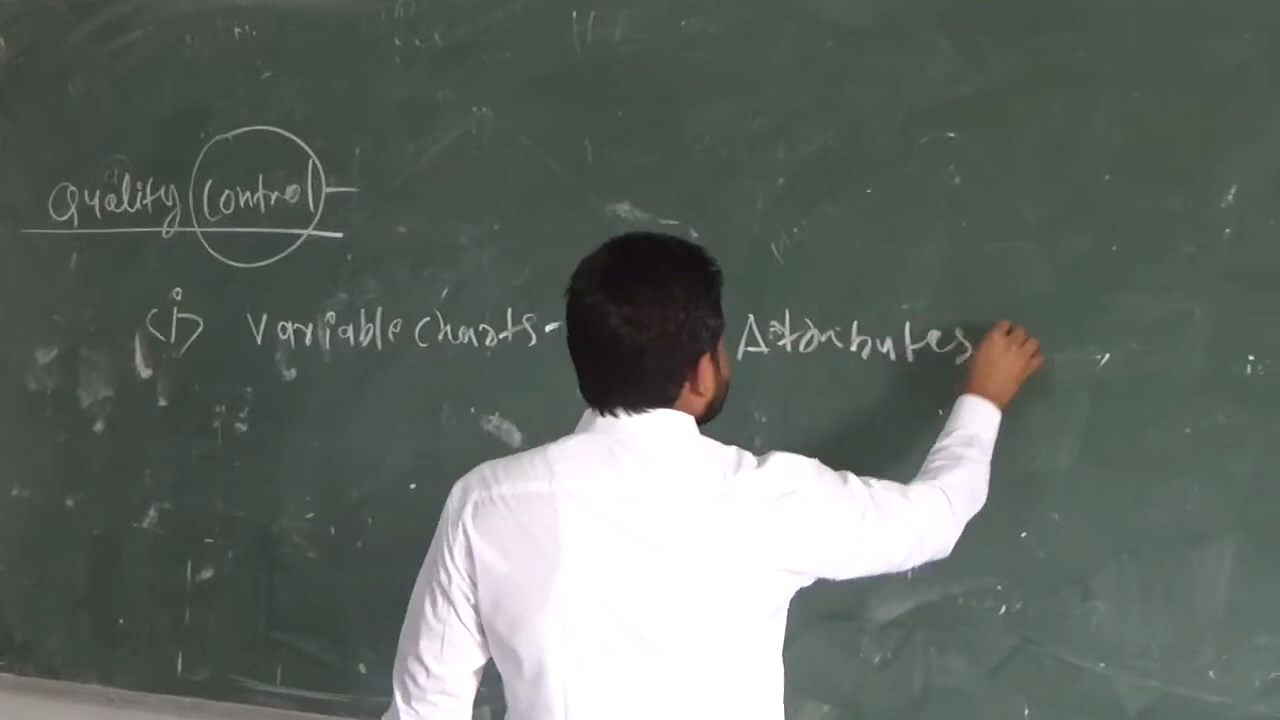 Quality Control -
(i) Variable Charts - Attributes